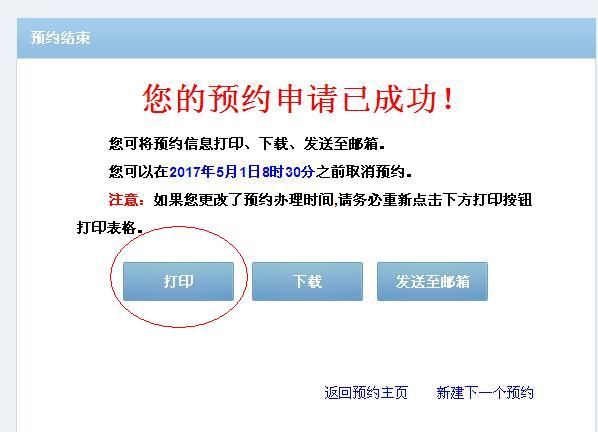 预约结束
您的预约申请已成功！
您可将预约信息打印、下载、发送至邮箱。
您可以在2017年5月1日8时30分之前取消预约。
注意：如果您更改了预约办理时间,请务必重新点击下方打印按钮
打印表格。
打印 下载 发送至邮箱
返回预约主页 新建下一个预约